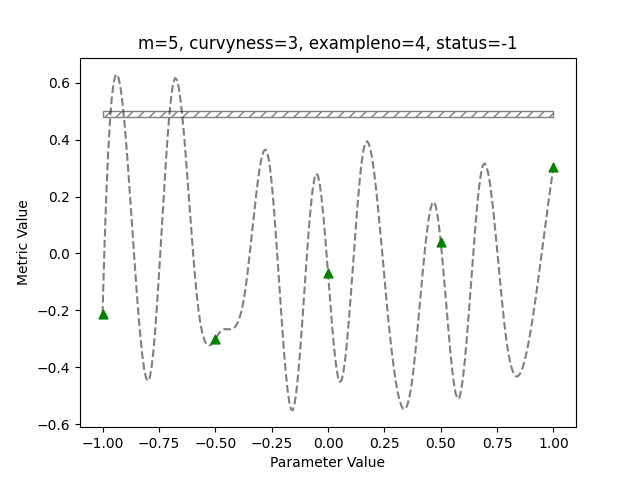 m=5, curvyness=3, exampleno=4, status=-1
Metric Value
0.6
0.4
0.2
0.0
−0.2
−0.4
−0.6
−1.00 −0.75 −0.50 −0.25 0.00 0.25 0.50 0.75 1.00
Parameter Value